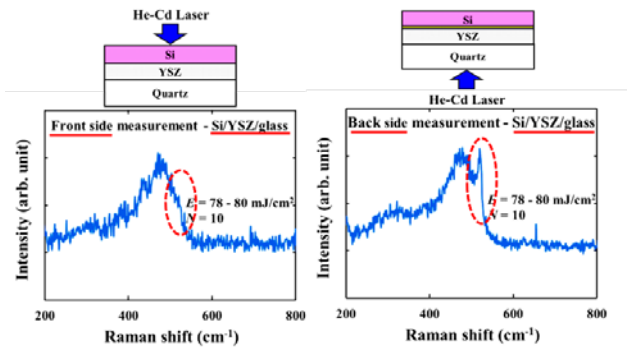 He-Cd Laser
Si
YSZ
Quartz
Front side measurement - Si/YSZ/glass
E = 78 - 80 mJ/cm²
N = 10
Intensity (arb. unit)
200 400 600 800
Raman shift (cm⁻¹)
Si
YSZ
Quartz
He-Cd Laser
Back side measurement - Si/YSZ/glass
E = 78 - 80 mJ/cm²
N = 10
Intensity (arb. unit)
200 400 600 800
Raman shift (cm⁻¹)